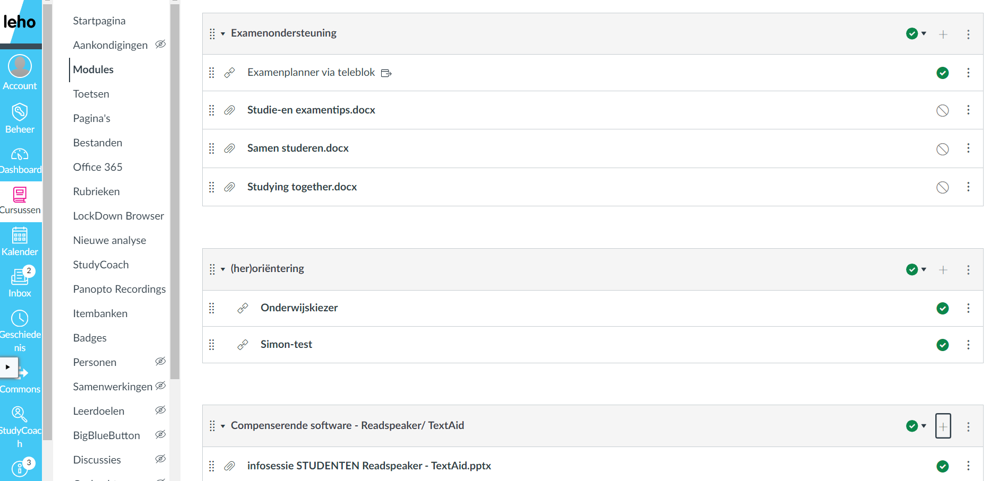 leho
Account
Beheer
Dashboard
Cursussen
Kalender
2
Inbox
Geschiede
nis
Commons
StudyCoac
h
3
Startpagina
Aankondigingen
Modules
Toetsen
Pagina's
Bestanden
Office 365
Rubrieken
LockDown Browser
Nieuwe analyse
StudyCoach
Panopto Recordings
Itembanken
Badges
Personen
Samenwerkingen
Leerdoelen
BigBlueButton
Discussies
Examenondersteuning
Examenplanner via teleblok
Studie-en examentips.docx
Samen studeren.docx
Studying together.docx
(her)oriëntering
Onderwijskiezer
Simon-test
Compenserende software - Readspeaker/ TextAid
infosessie STUDENTEN Readspeaker - TextAid.pptx